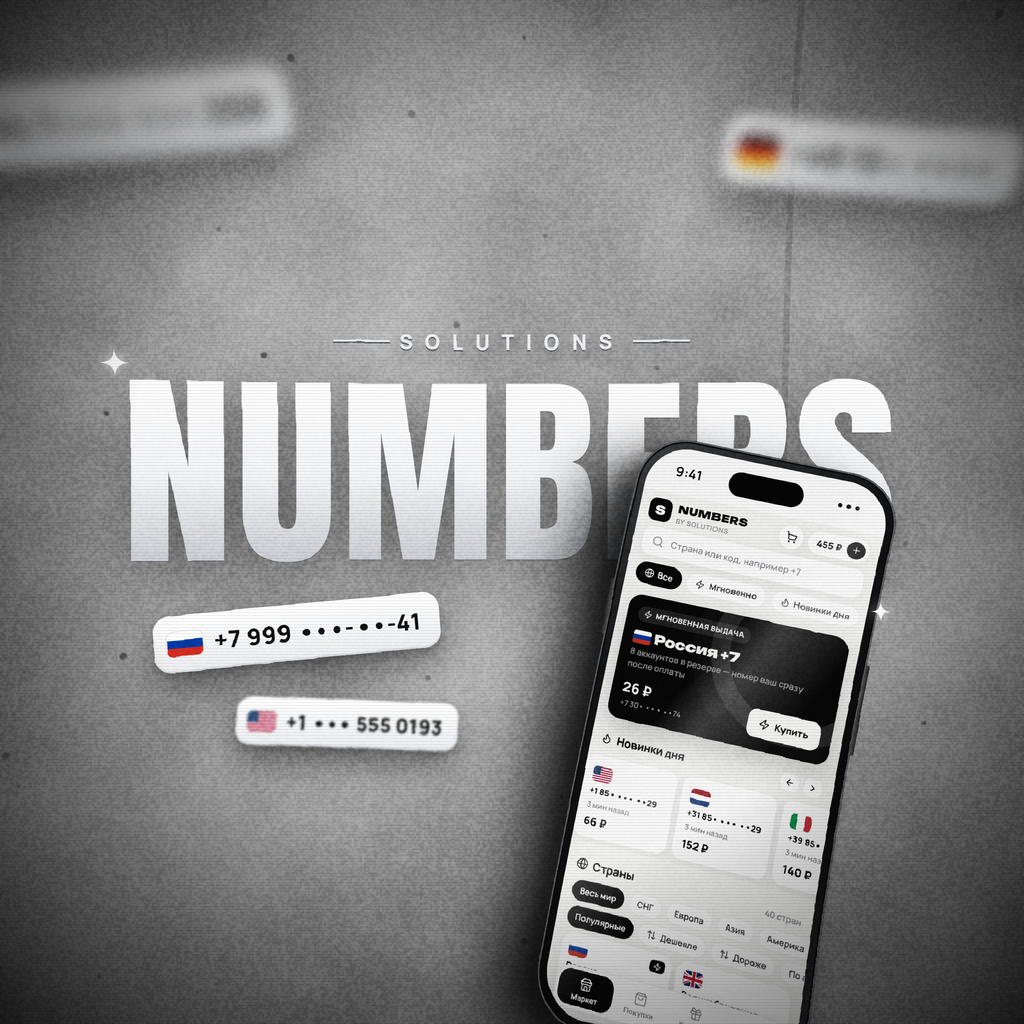 SOLUTIONS
NUMBERS
+7 999 •••-••-41
+1 ••• 555 0193
9:41
S NUMBERS
BY SOLUTIONS
455 ₽ +
Страна или код, например +7
Все
Мгновенно
Новинки дня
МГНОВЕННАЯ ВЫДАЧА
Россия +7
8 аккаунтов в резерве — номер ваш сразу
после оплаты
26 ₽
+7 30• • • • ••74
Купить
Новинки дня
+1 85• • • • ••29
3 мин назад
66 ₽
+31 85• • • • ••29
3 мин назад
152 ₽
+39 85•
3 мин наз
140 ₽
Страны
40 стран
Весь мир
СНГ
Европа
Азия
Америка
Популярные
Дешевле
Дороже
По
Маркет
Покупки